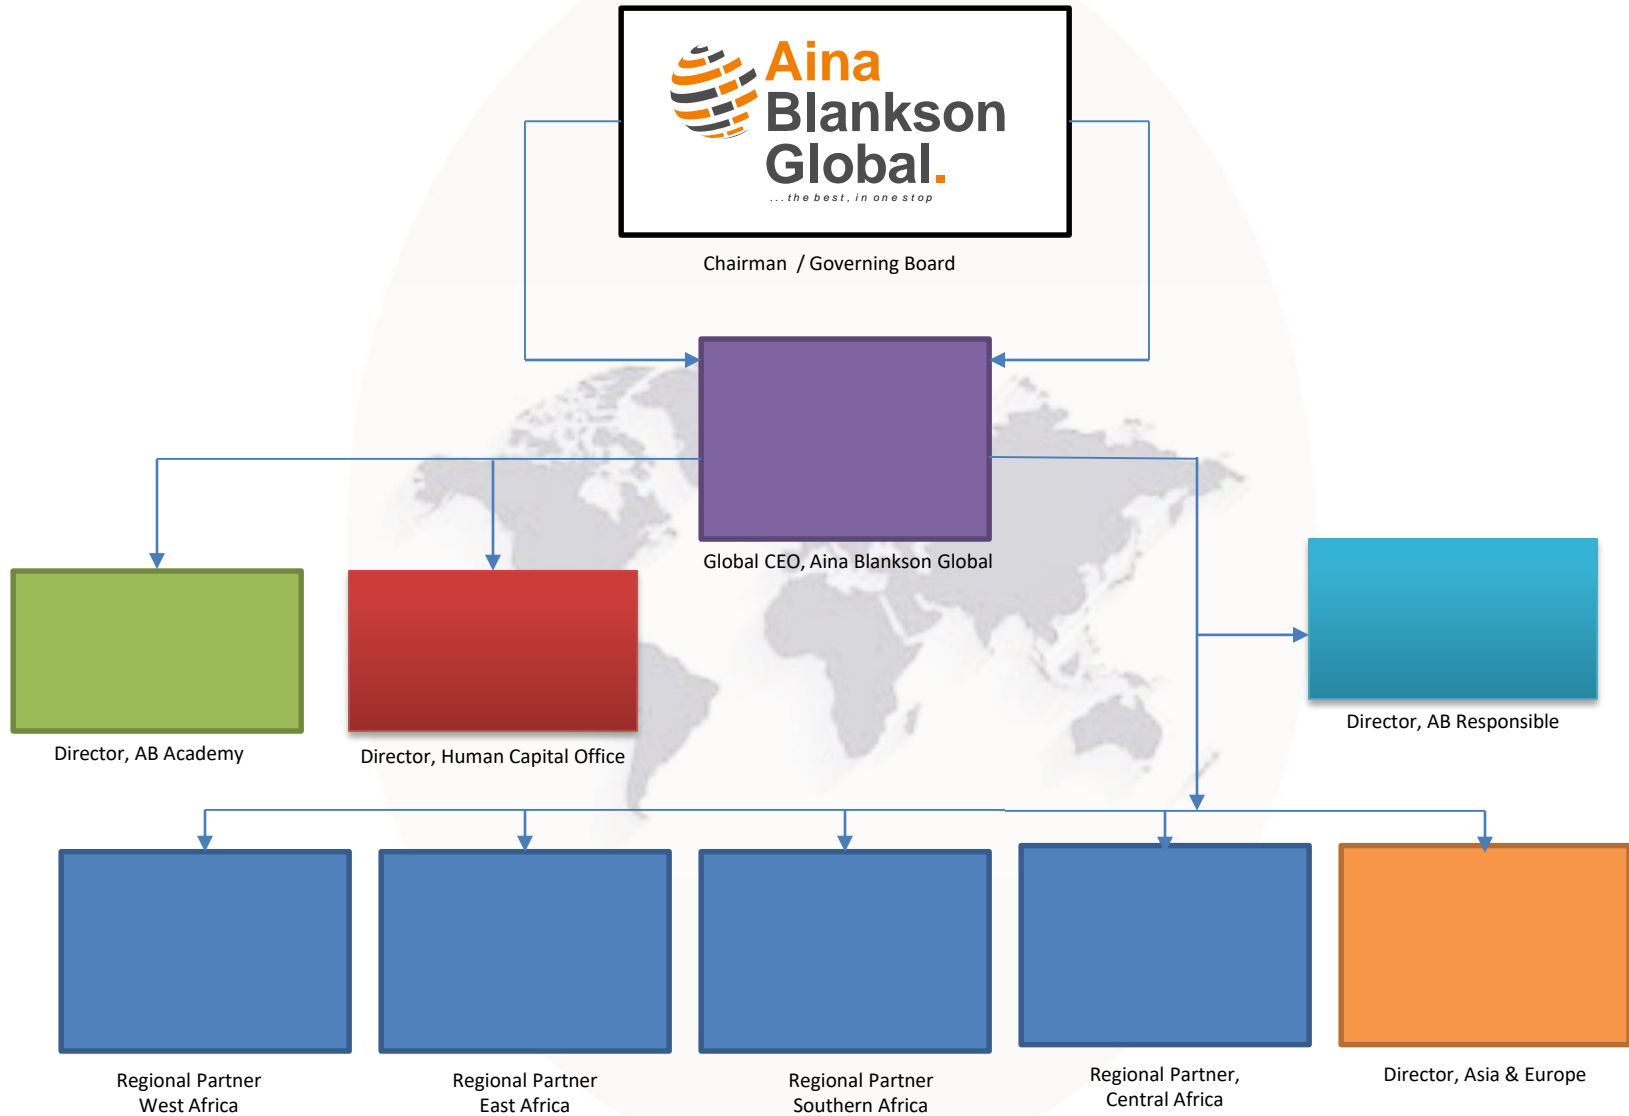 Aina
Blankson
Global.
...the best, in one stop
Chairman / Governing Board
Global CEO, Aina Blankson Global
Director, AB Academy
Director, Human Capital Office
Director, AB Responsible
Regional Partner
West Africa
Regional Partner
East Africa
Regional Partner
Southern Africa
Regional Partner,
Central Africa
Director, Asia & Europe